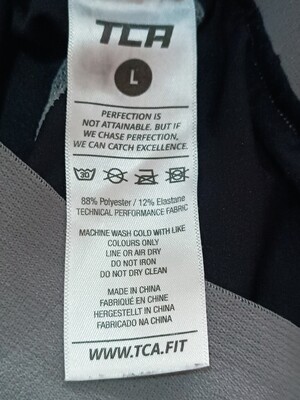 TCA
L
PERFECTION IS
NOT ATTAINABLE. BUT IF
WE CHASE PERFECTION,
WE CAN CATCH EXCELLENCE.
30
88% Polyester / 12% Elastane
TECHNICAL PERFORMANCE FABRIC
MACHINE WASH COLD WITH LIKE
COLOURS ONLY
LINE OR AIR DRY
DO NOT IRON
DO NOT DRY CLEAN
MADE IN CHINA
FABRIQUÉ EN CHINE
HERGESTELLT IN CHINA
FABRICADO NA CHINA
WWW.TCA.FIT